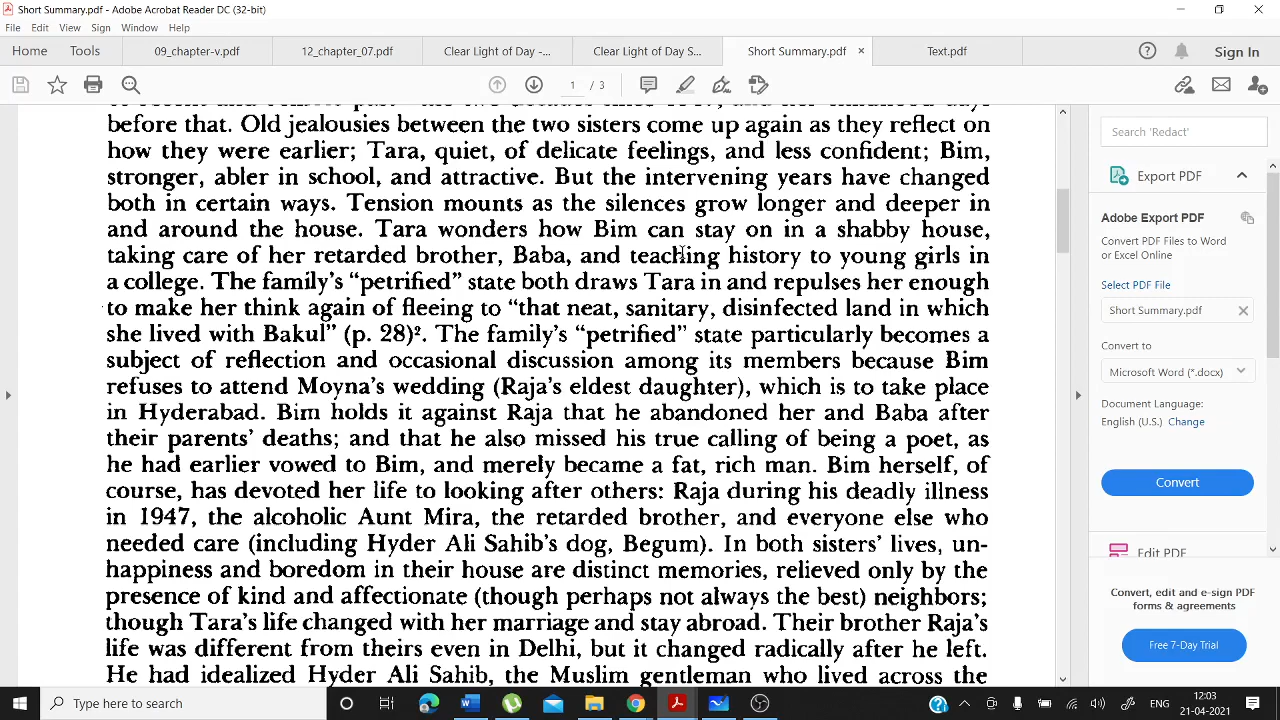 Short Summary.pdf - Adobe Acrobat Reader DC (32-bit)
File Edit View Sign Window Help
Home Tools 09_chapter-v.pdf 12_chapter_07.pdf Clear Light of Day -... Clear Light of Day S... Short Summary.pdf × Text.pdf Sign In
1 / 3
before that. Old jealousies between the two sisters come up again as they reflect on
how they were earlier; Tara, quiet, of delicate feelings, and less confident; Bim,
stronger, abler in school, and attractive. But the intervening years have changed
both in certain ways. Tension mounts as the silences grow longer and deeper in
and around the house. Tara wonders how Bim can stay on in a shabby house,
taking care of her retarded brother, Baba, and teaching history to young girls in
a college. The family's "petrified" state both draws Tara in and repulses her enough
to make her think again of fleeing to "that neat, sanitary, disinfected land in which
she lived with Bakul" (p. 28)². The family's "petrified" state particularly becomes a
subject of reflection and occasional discussion among its members because Bim
refuses to attend Moyna's wedding (Raja's eldest daughter), which is to take place
in Hyderabad. Bim holds it against Raja that he abandoned her and Baba after
their parents' deaths; and that he also missed his true calling of being a poet, as
he had earlier vowed to Bim, and merely became a fat, rich man. Bim herself, of
course, has devoted her life to looking after others: Raja during his deadly illness
in 1947, the alcoholic Aunt Mira, the retarded brother, and everyone else who
needed care (including Hyder Ali Sahib's dog, Begum). In both sisters' lives, un-
happiness and boredom in their house are distinct memories, relieved only by the
presence of kind and affectionate (though perhaps not always the best) neighbors;
though Tara's life changed with her marriage and stay abroad. Their brother Raja's
life was different from theirs even in Delhi, but it changed radically after he left.
He had idealized Hyder Ali Sahib, the Muslim gentleman who lived across the
Search 'Redact'
Export PDF
Adobe Export PDF
Convert PDF Files to Word
or Excel Online
Select PDF File
Short Summary.pdf
Convert to
Microsoft Word (*.docx)
Document Language:
English (U.S.) Change
Convert
Edit PDF
Convert, edit and e-sign PDF
forms & agreements
Free 7-Day Trial
Type here to search
ENG
12:03
21-04-2021